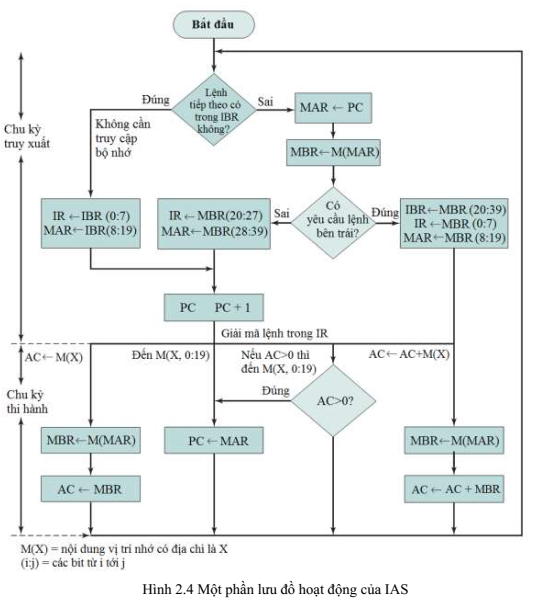 Bắt đầu
Lệnh
tiếp theo có
trong IBR
không?
Đúng
Sai
Không cần
truy cập
bộ nhớ
MAR ← PC
MBR←M(MAR)
Chu kỳ
truy xuất
Có
yêu cầu lệnh
bên trái?
Sai
Đúng
IR ←IBR (0:7)
MAR←IBR(8:19)
IR←MBR(20:27)
MAR←MBR(28:39)
IBR←MBR(20:39)
IR←MBR (0:7)
MAR←MBR (8:19)
PC PC + 1
Giải mã lệnh trong IR
AC← M(X)
Đến M(X, 0:19)
Nếu AC>0 thì
đến M(X, 0:19)
AC← AC+M(X)
Chu kỳ
thi hành
Đúng
AC>0?
MBR←M(MAR)
PC ← MAR
MBR←M(MAR)
AC ← MBR
AC ← AC + MBR
M(X) = nội dung vị trí nhớ có địa chỉ là X
(i:j) = các bit từ i tới j
Hình 2.4 Một phần lưu đồ hoạt động của IAS